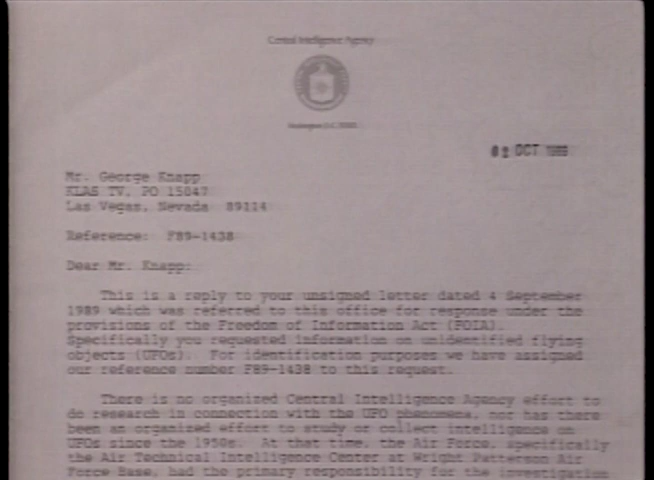 Central Intelligence Agency
Washington, D.C. 20505
02 OCT 1989
Mr. George Knapp
KLAS TV, PO 15047
Las Vegas, Nevada 89114
Reference: F89-1438
Dear Mr. Knapp:
This is a reply to your unsigned letter dated 4 September
1989 which was referred to this office for response under the
provisions of the Freedom of Information Act (FOIA).
Specifically you requested information on unidentified flying
objects (UFOs). For identification purposes we have assigned
our reference number F89-1438 to this request.
There is no organized Central Intelligence Agency effort to
do research in connection with the UFO phenomena, nor has there
been an organized effort to study or collect intelligence on
UFOs since the 1950s. At that time, the Air Force, specifically
the Air Technical Intelligence Center at Wright Patterson Air
Force Base, had the primary responsibility for the investigation